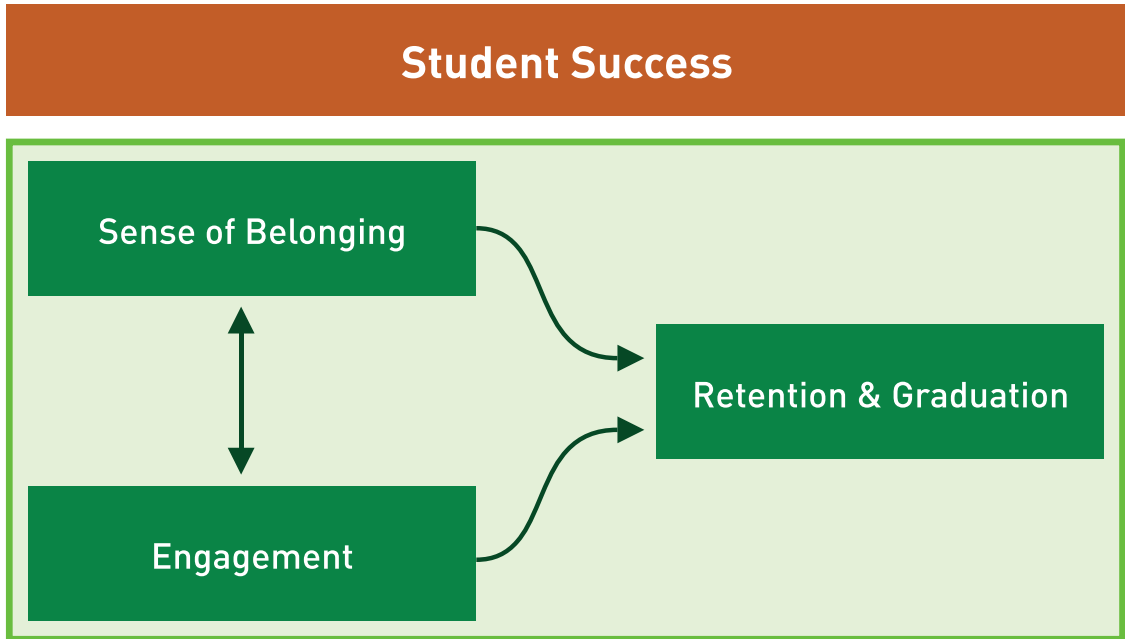 Student Success
Sense of Belonging
Retention & Graduation
Engagement